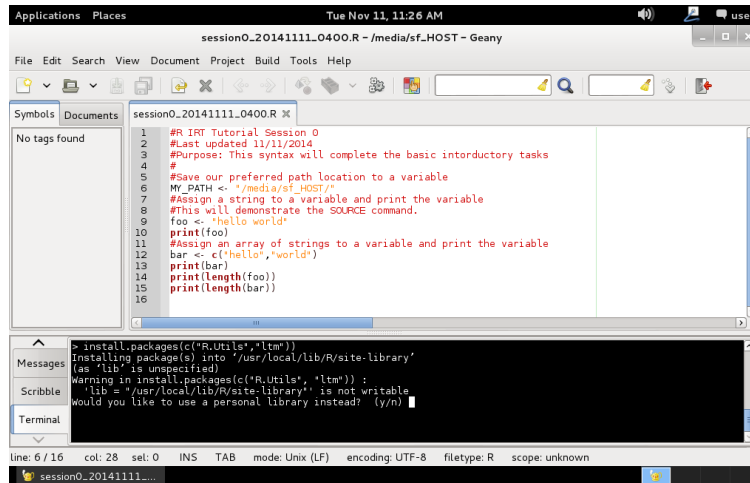 Applications Places Tue Nov 11, 11:26 AM use
session0_20141111_0400.R - /media/sf_HOST - Geany
File Edit Search View Document Project Build Tools Help
Symbols Documents session0_20141111_0400.R
No tags found
1 #R IRT Tutorial Session 0
2 #Last updated 11/11/2014
3 #Purpose: This syntax will complete the basic intorductory tasks
4 #
5 #Save our preferred path location to a variable
6 MY_PATH <- "/media/sf_HOST/"
7 #Assign a string to a variable and print the variable
8 #This will demonstrate the SOURCE command.
9 foo <- "hello world"
10 print(foo)
11 #Assign an array of strings to a variable and print the variable
12 bar <- c("hello","world")
13 print(bar)
14 print(length(foo))
15 print(length(bar))
16
Messages
Scribble
Terminal
> install.packages(c("R.Utils","ltm"))
Installing package(s) into ‘/usr/local/lib/R/site-library’
(as ‘lib’ is unspecified)
Warning in install.packages(c("R.Utils", "ltm")) :
'lib = "/usr/local/lib/R/site-library"' is not writable
Would you like to use a personal library instead? (y/n)
line: 6 / 16 col: 28 sel: 0 INS TAB mode: Unix (LF) encoding: UTF-8 filetype: R scope: unknown
session0_20141111_...